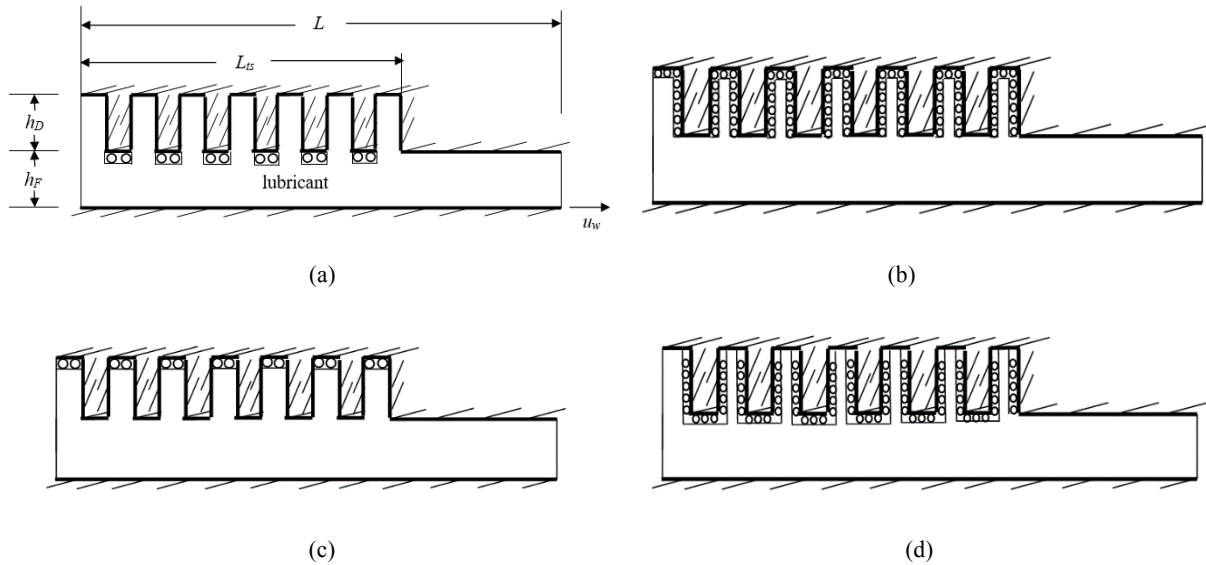 (a)
L
L_ts
h_D
h_F
lubricant
u_w
(b)
(c)
(d)